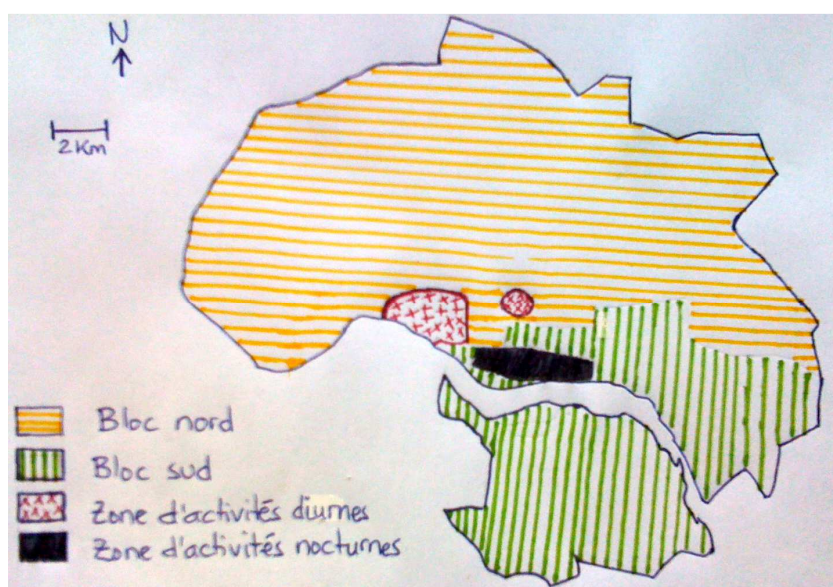 N
2 Km
Bloc nord
Bloc sud
Zone d'activités diurnes
Zone d'activités nocturnes